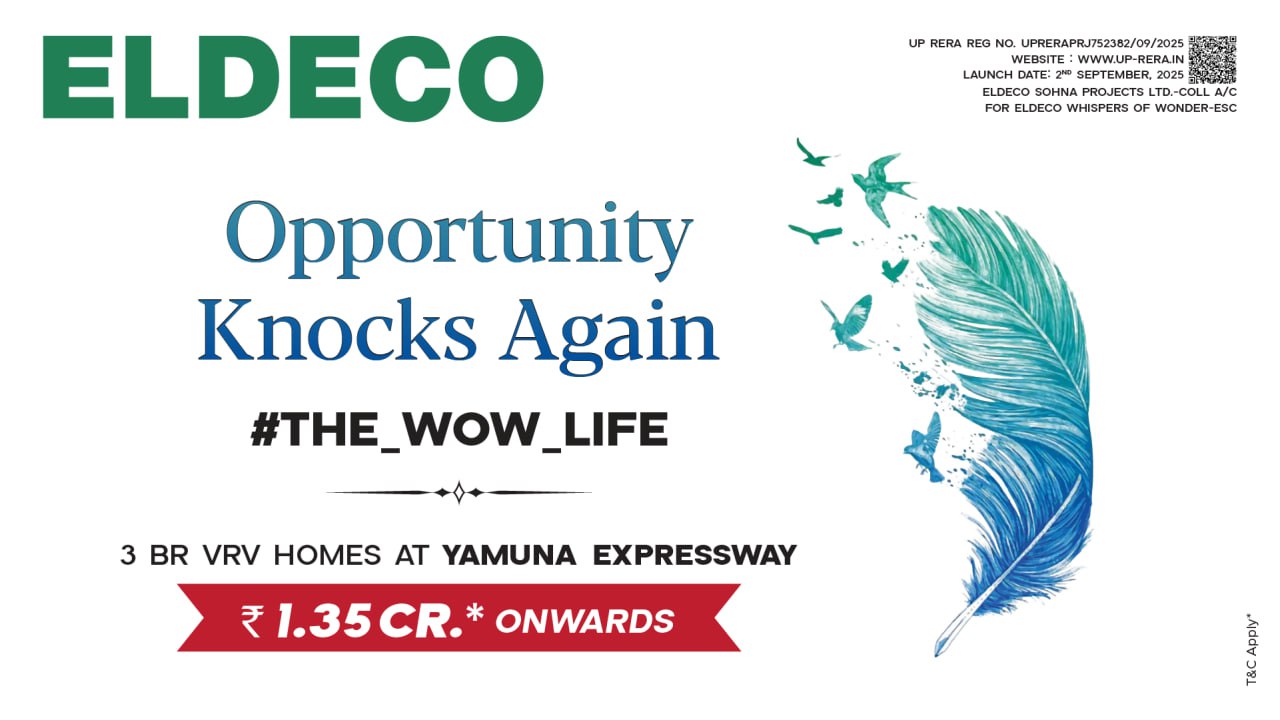 ELDECO
UP RERA REG NO. UPRERAPRJ752382/09/2025
WEBSITE : WWW.UP-RERA.IN
LAUNCH DATE: 2ND SEPTEMBER, 2025
ELDECO SOHNA PROJECTS LTD.-COLL A/C
FOR ELDECO WHISPERS OF WONDER-ESC
Opportunity
Knocks Again
#THE_WOW_LIFE
3 BR VRV HOMES AT YAMUNA EXPRESSWAY
₹ 1.35 CR.* ONWARDS
T&C Apply*